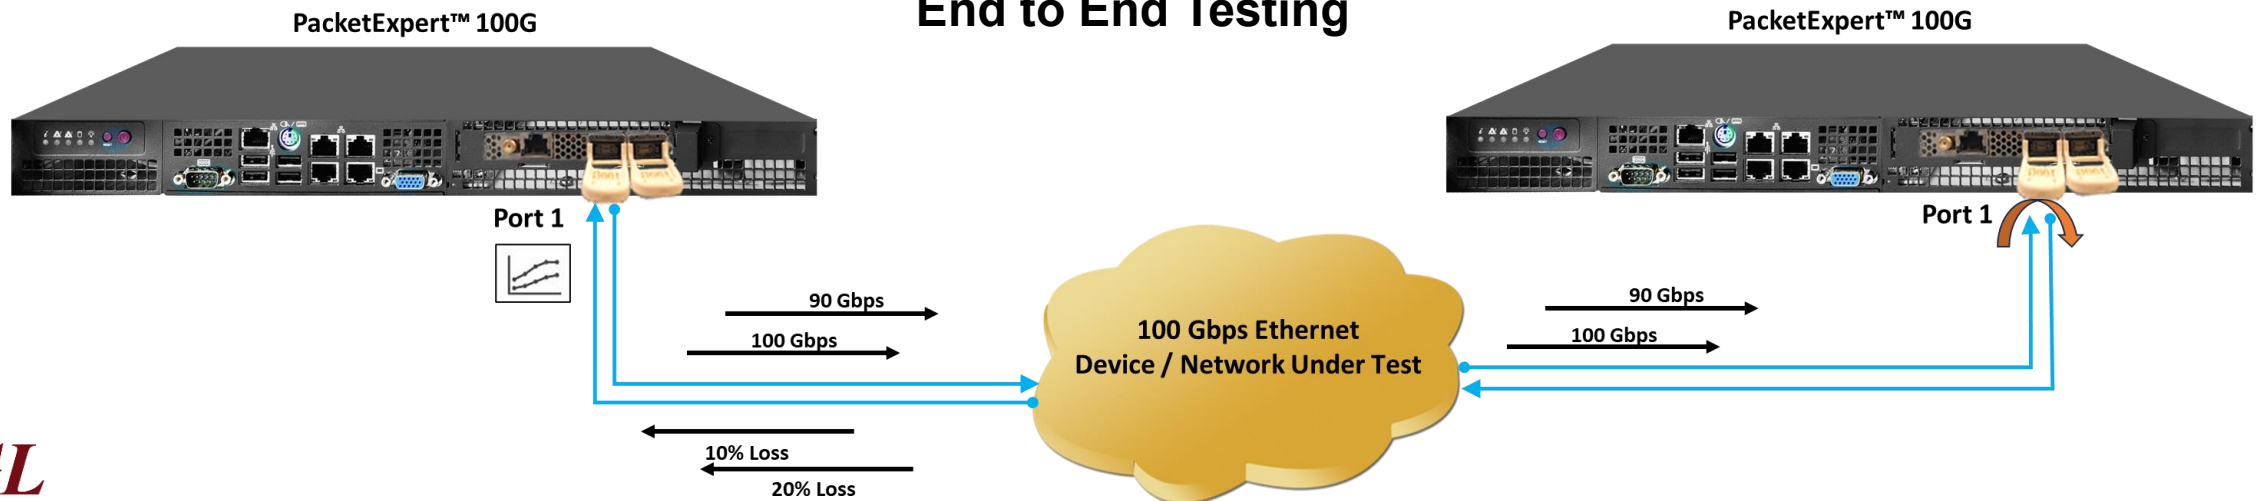 End to End Testing
PacketExpert™ 100G
PacketExpert™ 100G
Port 1
Port 1
90 Gbps
100 Gbps
90 Gbps
100 Gbps
100 Gbps Ethernet
Device / Network Under Test
10% Loss
20% Loss